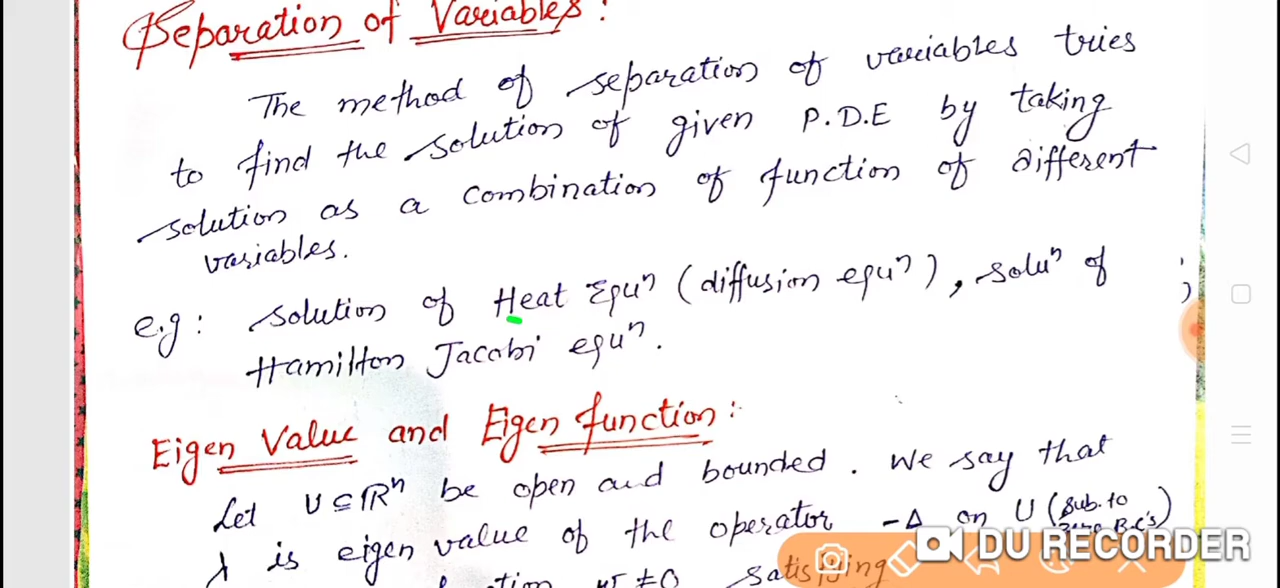 Separation of Variables:
The method of separation of variables tries
to find the solution of given P.D.E by taking
solution as a combination of function of different
variables.
e.g: solution of Heat Equⁿ (diffusion equⁿ), soluⁿ of
Hamilton Jacobi equⁿ.
Eigen Value and Eigen function:
Let U ⊆ ℝⁿ be open and bounded. We say that
λ is eigen value of the operator -Δ on U (sub. to
B.C's)
≠0 satisfying
DU RECORDER